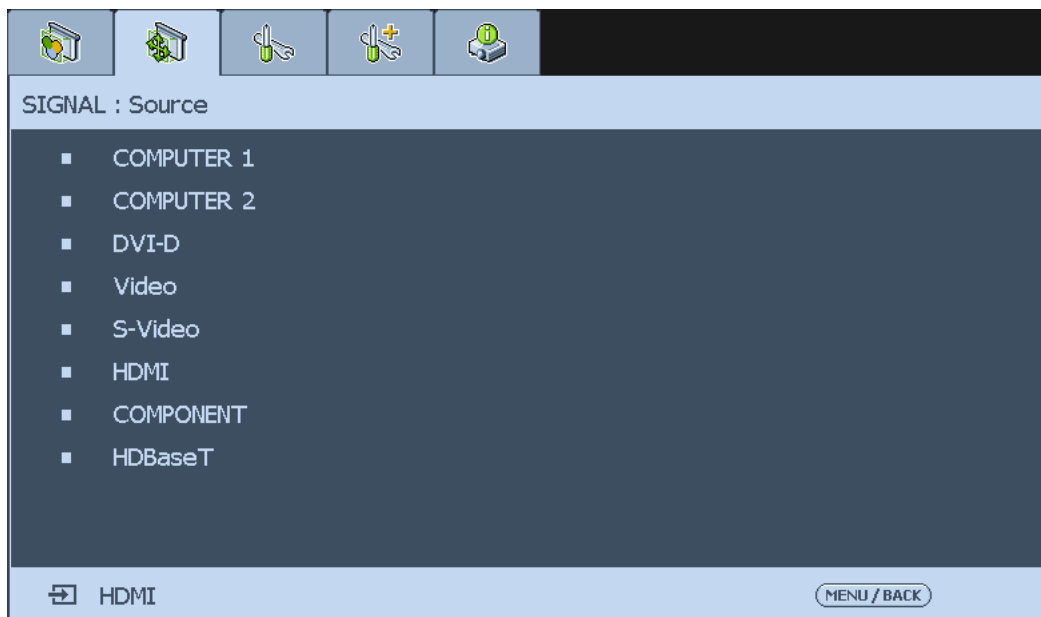 SIGNAL : Source
COMPUTER 1
COMPUTER 2
DVI-D
Video
S-Video
HDMI
COMPONENT
HDBaseT
HDMI
MENU / BACK